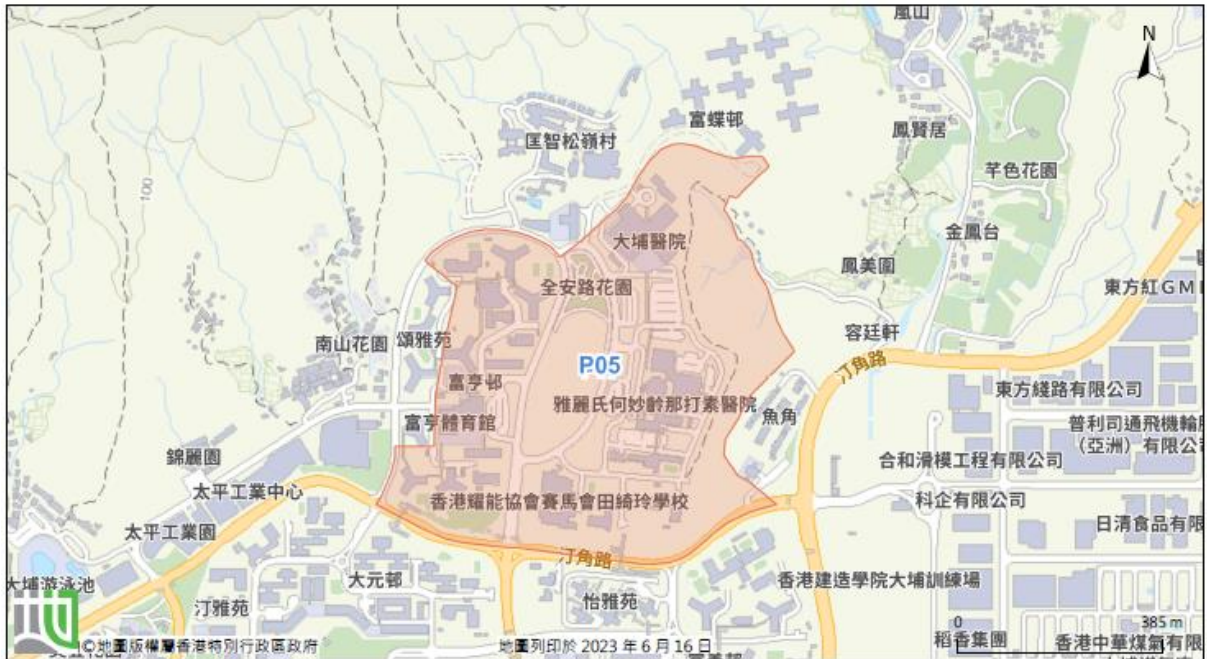 嵐山
N
富蝶邨
匡智松嶺村
鳳賢居
芊色花園
100
金鳳台
大埔醫院
鳳美園
全安路花園
東方紅GM
南山花園
頌雅苑
容廷軒
P05
汀角路
富亨邨
東方綫路有限公司
雅麗氏何妙齡那打素醫院
魚角
富亨體育館
普利司通飛機輪
(亞洲)有限公
錦麗園
合和滑模工程有限公司
太平工業中心
香港耀能協會賽馬會田綺玲學校
科企有限公司
太平工業園
日清食品有
汀角路
大埔游泳池
大元邨
香港建造學院大埔訓練場
汀雅苑
怡雅苑
0 385 m
©地圖版權屬香港特別行政區政府
地圖列印於 2023 年 6 月 16 日
稻香集團
香港中華煤氣有